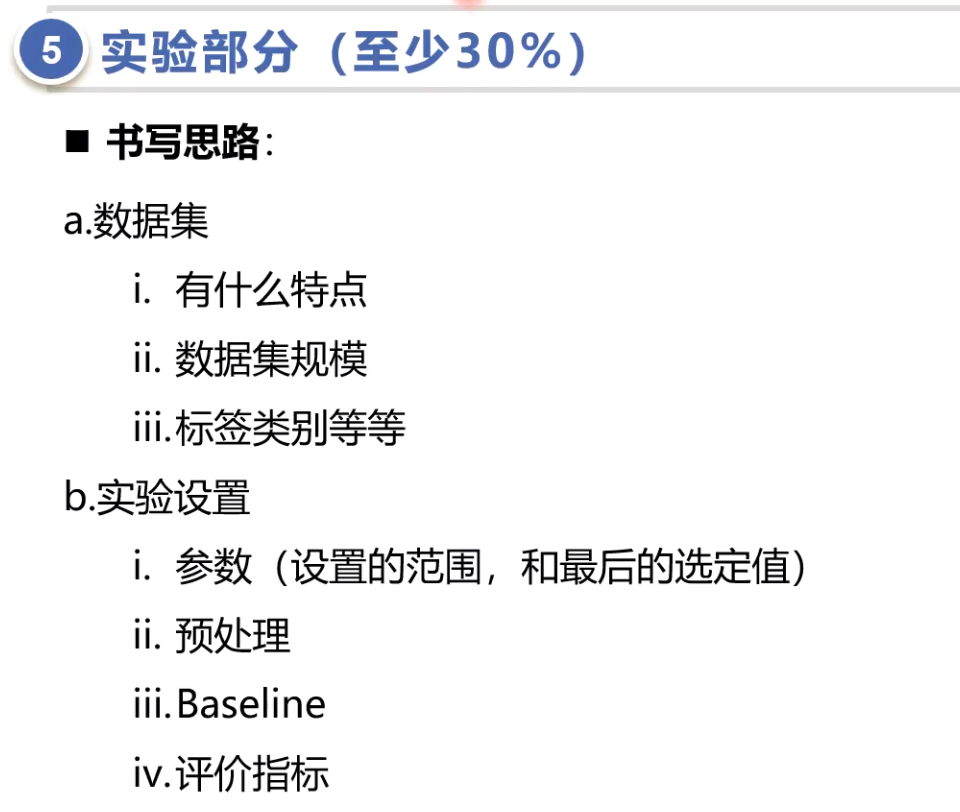 5 实验部分（至少30%）
■ 书写思路：
a.数据集
i. 有什么特点
ii. 数据集规模
iii.标签类别等等
b.实验设置
i. 参数（设置的范围，和最后的选定值）
ii. 预处理
iii.Baseline
iv.评价指标